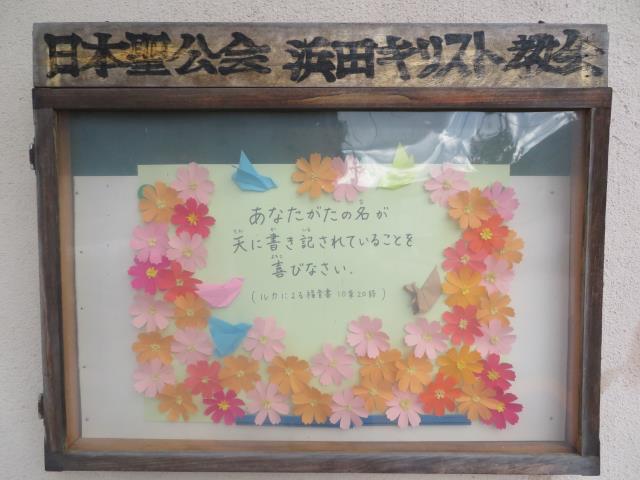 日本聖公会 浜田キリスト教会
あなたがたの名が
天に書き記されていることを
喜びなさい.
(ルカによる福音書 10章20節)